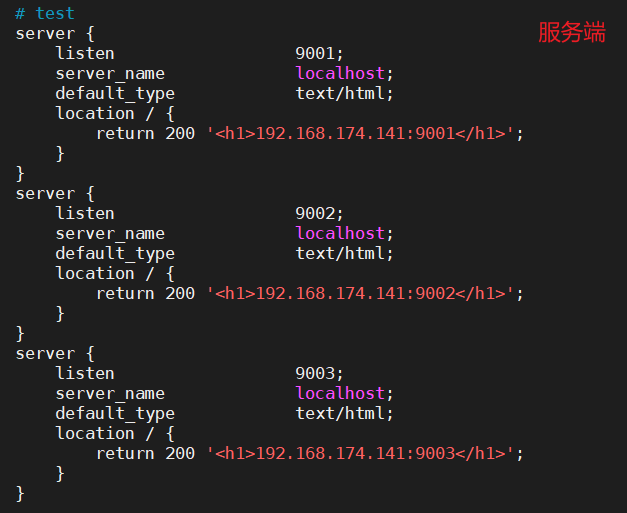 # test
server {
服务端
    listen                  9001;
    server_name             localhost;
    default_type            text/html;
    location / {
        return 200 '<h1>192.168.174.141:9001</h1>';
    }
}
server {
    listen                  9002;
    server_name             localhost;
    default_type            text/html;
    location / {
        return 200 '<h1>192.168.174.141:9002</h1>';
    }
}
server {
    listen                  9003;
    server_name             localhost;
    default_type            text/html;
    location / {
        return 200 '<h1>192.168.174.141:9003</h1>';
    }
}